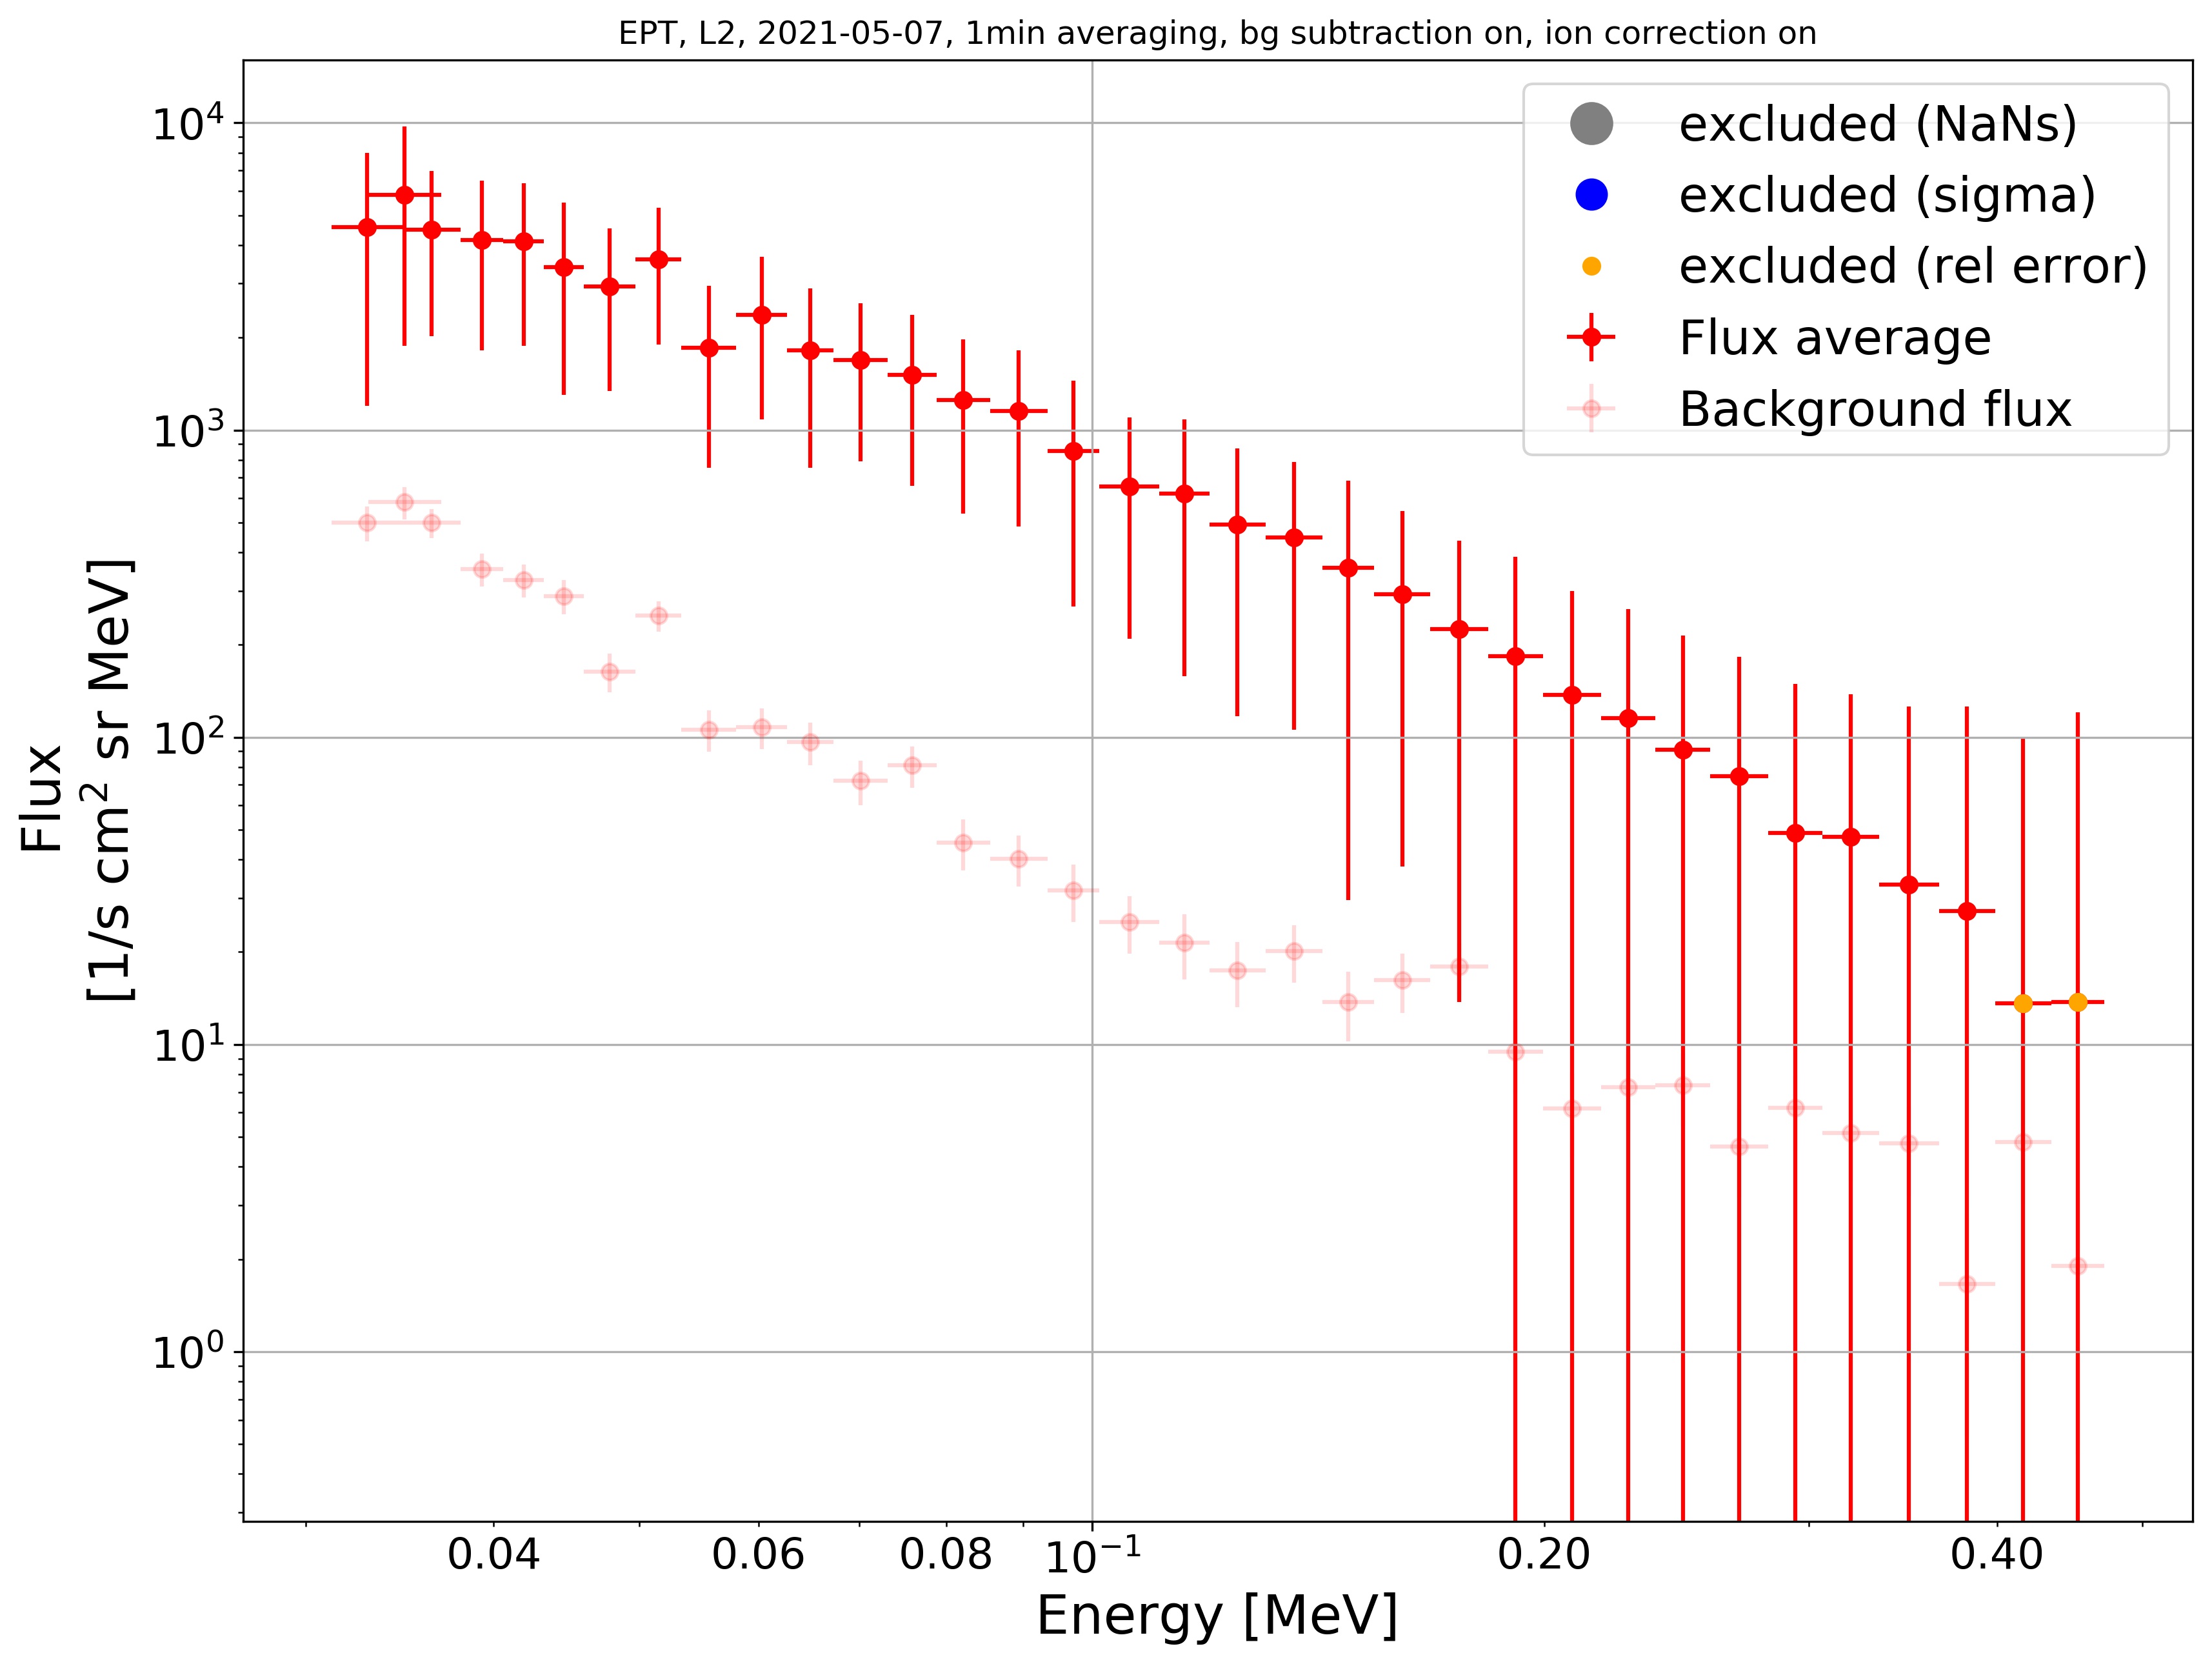 EPT, L2, 2021-05-07, 1min averaging, bg subtraction on, ion correction on
excluded (NaNs)
excluded (sigma)
excluded (rel error)
Flux average
Background flux
10⁴
10³
10²
10¹
10⁰
Flux
[1/s cm² sr MeV]
0.04
0.06
0.08
10⁻¹
0.20
0.40
Energy [MeV]